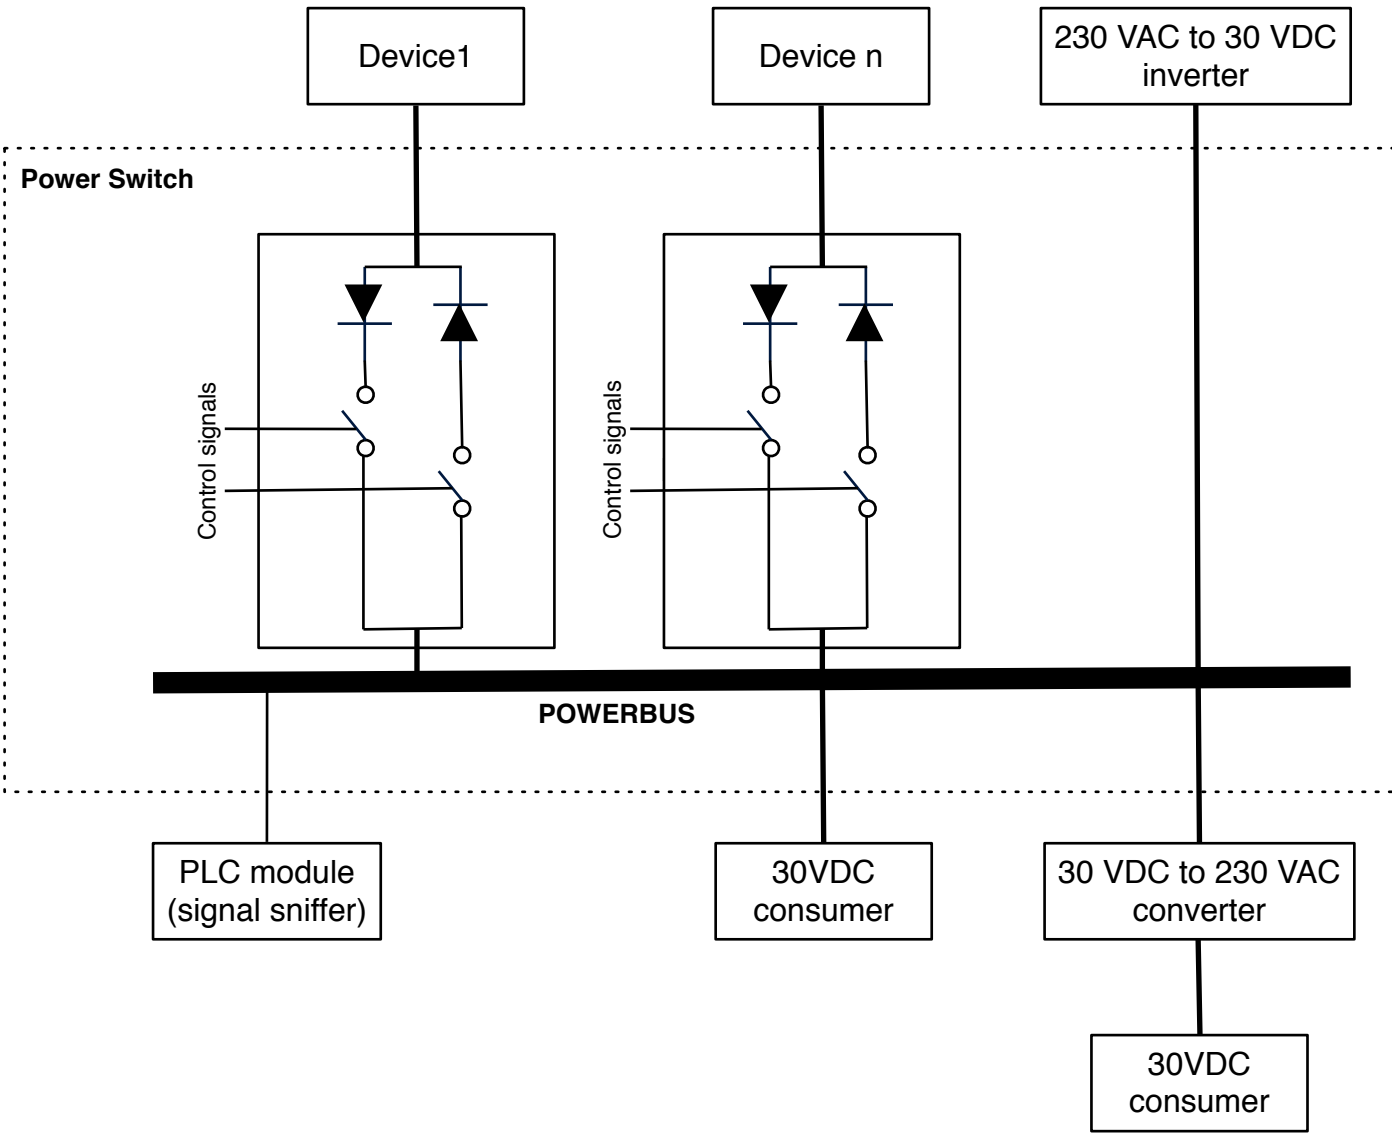 Device1
Device n
230 VAC to 30 VDC
inverter
Power Switch
Control signals
Control signals
POWERBUS
PLC module
(signal sniffer)
30VDC
consumer
30 VDC to 230 VAC
converter
30VDC
consumer